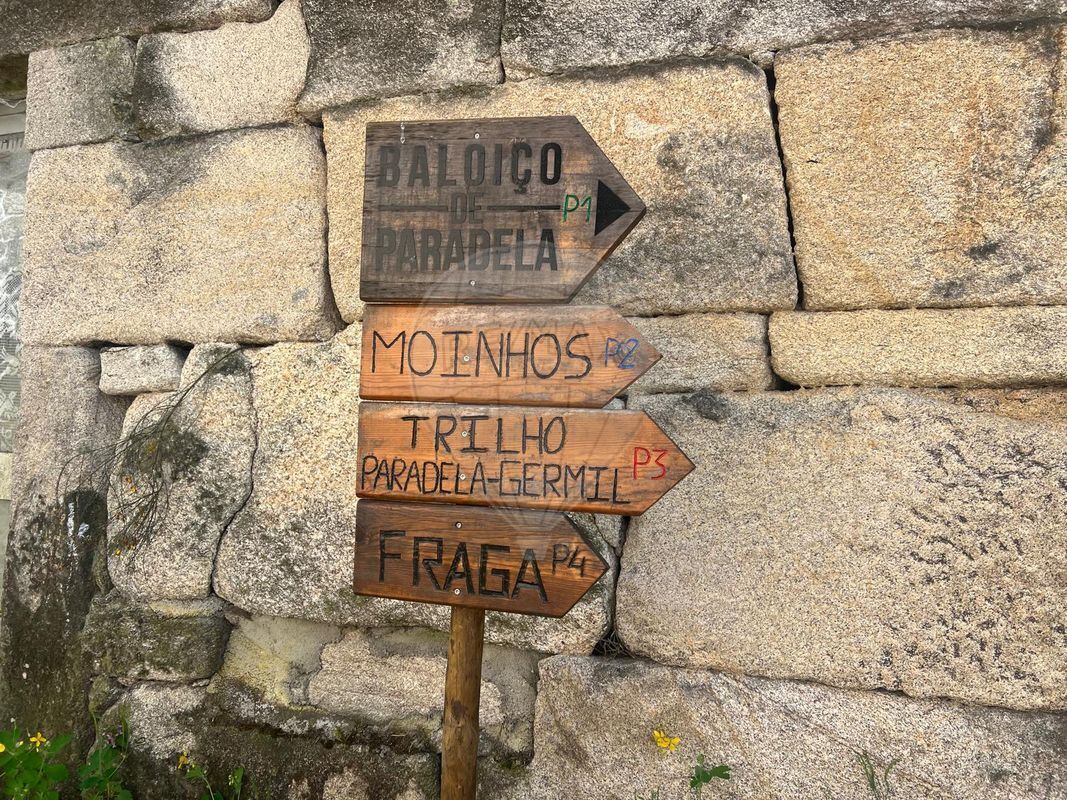 BALOIÇO
DE P1
PARADELA
MOINHOS P2
TRILHO
PARADELA-GERMIL P3
FRAGA P4